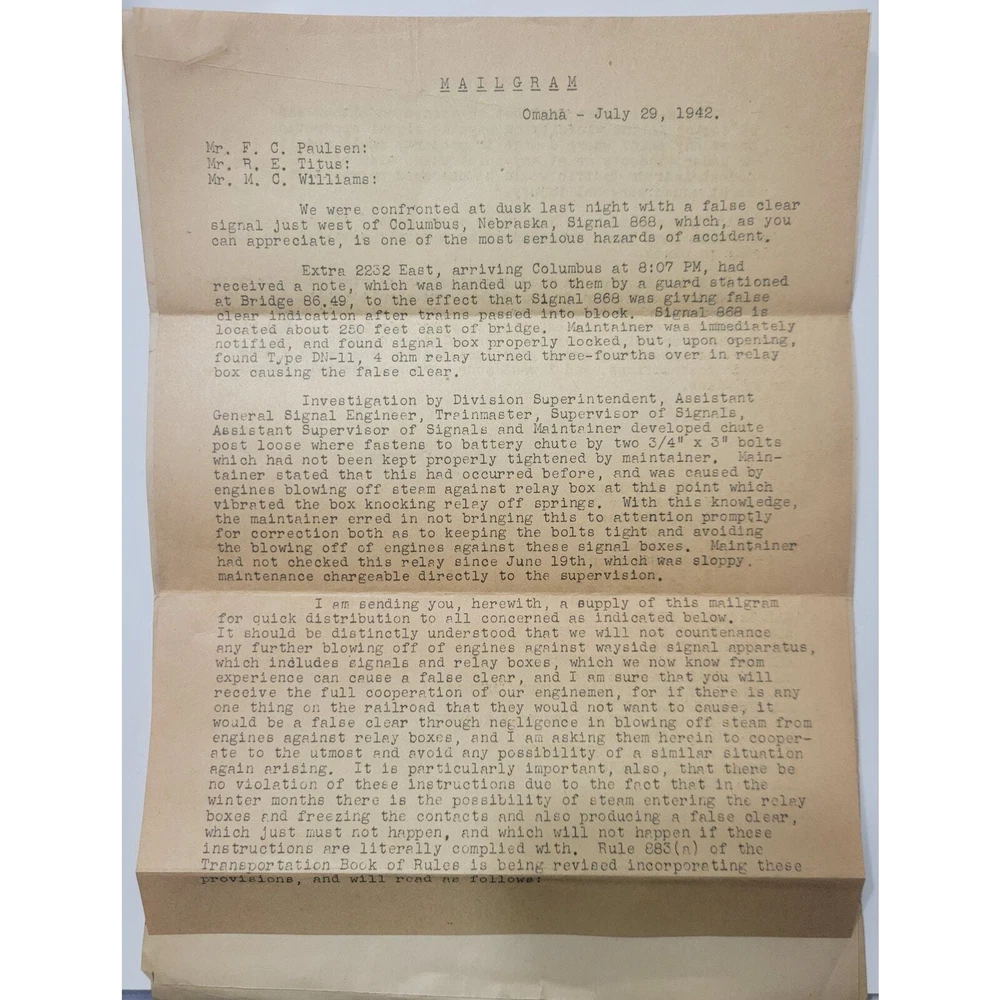 MAILGRAM
Omaha - July 29, 1942.
Mr. F. C. Paulsen:
Mr. R. E. Titus:
Mr. M. C. Williams:
We were confronted at dusk last night with a false clear
signal just west of Columbus, Nebraska, Signal 868, which, as you
can appreciate, is one of the most serious hazards of accident.
Extra 2232 East, arriving Columbus at 8:07 PM, had
received a note, which was handed up to them by a guard stationed
at Bridge 86.49, to the effect that Signal 868 was giving false
clear indication after trains passed into block. Signal 868 is
located about 250 feet east of bridge. Maintainer was immediately
notified, and found signal box properly locked, but, upon opening,
found Type DN-11, 4 ohm relay turned three-fourths over in relay
box causing the false clear.
Investigation by Division Superintendent, Assistant
General Signal Engineer, Trainmaster, Supervisor of Signals,
Assistant Supervisor of Signals and Maintainer developed chute
post loose where fastens to battery chute by two 3/4" x 3" bolts
which had not been kept properly tightened by maintainer. Main-
tainer stated that this had occurred before, and was caused by
engines blowing off steam against relay box at this point which
vibrated the box knocking relay off springs. With this knowledge,
the maintainer erred in not bringing this to attention promptly
for correction both as to keeping the bolts tight and avoiding
the blowing off of engines against these signal boxes. Maintainer
had not checked this relay since June 19th, which was sloppy.
maintenance chargeable directly to the supervision.
I am sending you, herewith, a supply of this mailgram
for quick distribution to all concerned as indicated below.
It should be distinctly understood that we will not countenance
any further blowing off of engines against wayside signal apparatus,
which includes signals and relay boxes, which we now know from
experience can cause a false clear, and I am sure that you will
receive the full cooperation of our enginemen, for if there is any
one thing on the railroad that they would not want to cause, it
would be a false clear through negligence in blowing off steam from
engines against relay boxes, and I am asking them herein to cooper-
ate to the utmost and avoid any possibility of a similar situation
again arising. It is particularly important, also, that there be
no violation of these instructions due to the fact that in the
winter months there is the possibility of steam entering the relay
boxes and freezing the contacts and also producing a false clear,
which just must not happen, and which will not happen if these
instructions are literally complied with. Rule 883(a) of the
Transportation Book of Rules is being revised incorporating these
provisions, and will read as follows: